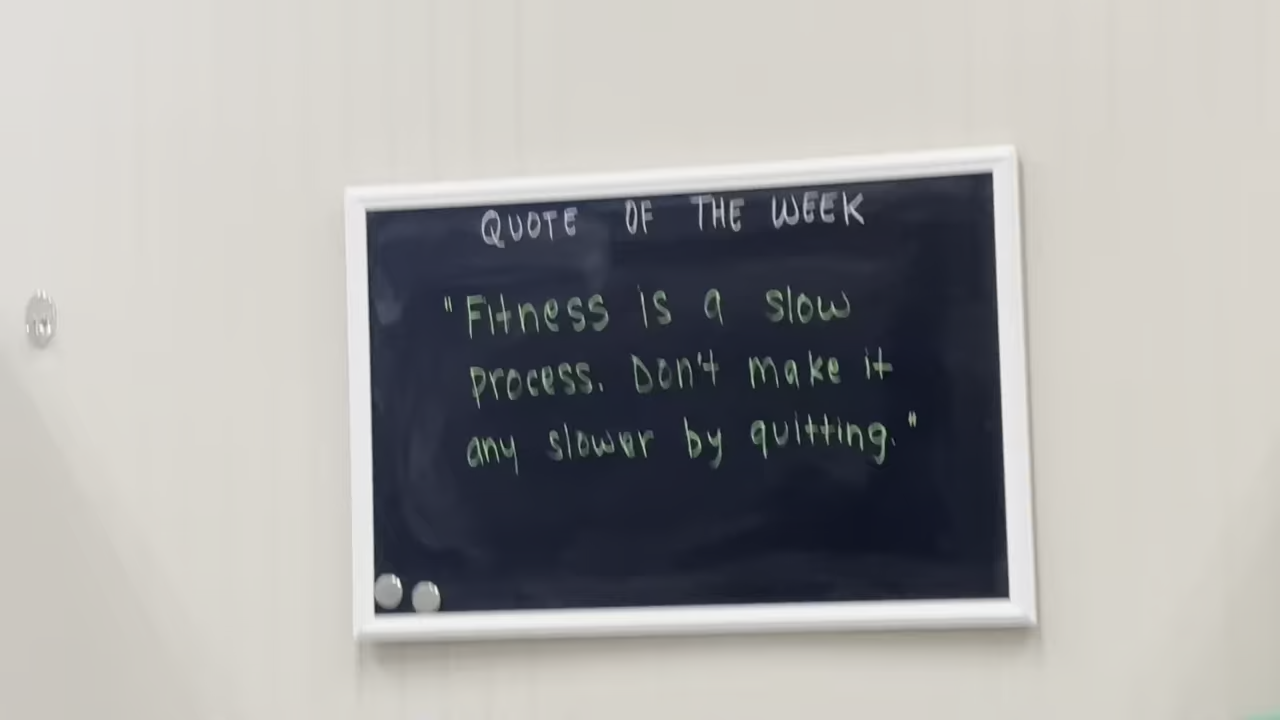 QUOTE OF THE WEEK
"Fitness is a slow
process. Don't make it
any slower by quitting."